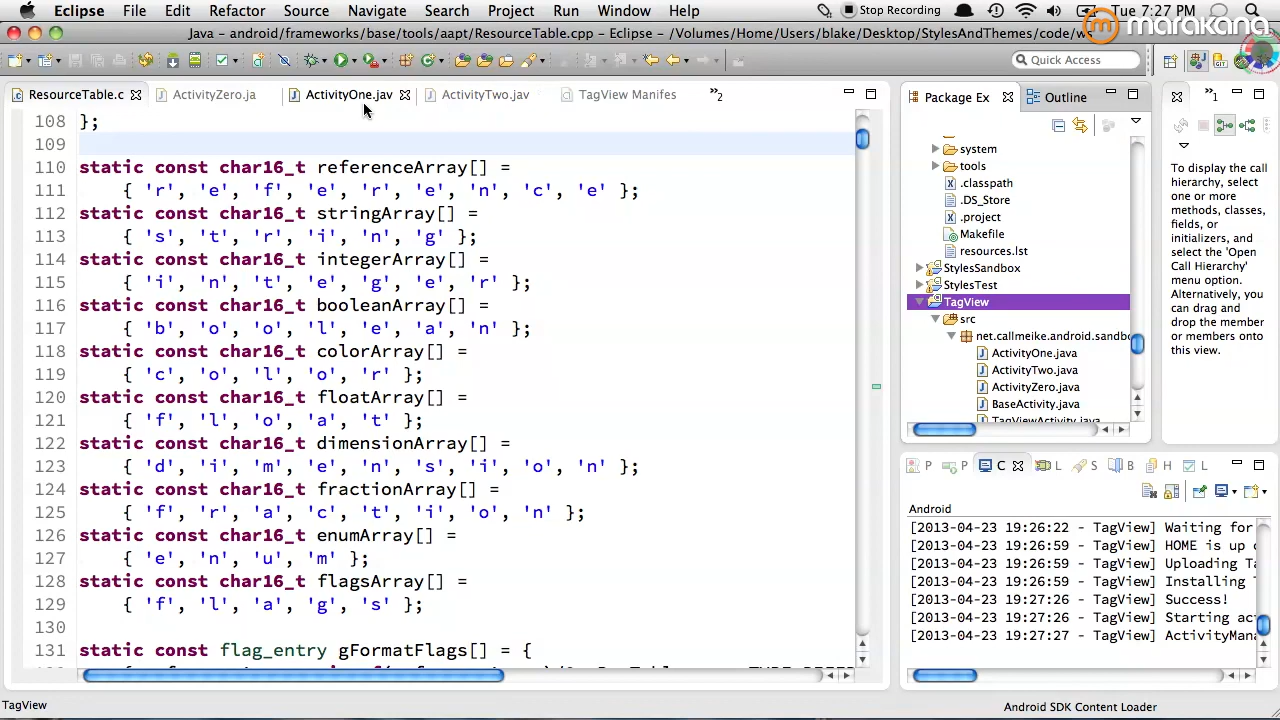 Eclipse File Edit Refactor Source Navigate Search Project Run Window Help Stop Recording Tue 7:27 PM
marakana
Java - android/frameworks/base/tools/aapt/ResourceTable.cpp - Eclipse - /Volumes/Home/Users/blake/Desktop/StylesAndThemes/code/ws
Quick Access
ResourceTable.c ActivityZero.ja ActivityOne.jav ActivityTwo.jav TagView Manifes »2
108 };
109
110 static const char16_t referenceArray[] =
111 { 'r', 'e', 'f', 'e', 'r', 'e', 'n', 'c', 'e' };
112 static const char16_t stringArray[] =
113 { 's', 't', 'r', 'i', 'n', 'g' };
114 static const char16_t integerArray[] =
115 { 'i', 'n', 't', 'e', 'g', 'e', 'r' };
116 static const char16_t booleanArray[] =
117 { 'b', 'o', 'o', 'l', 'e', 'a', 'n' };
118 static const char16_t colorArray[] =
119 { 'c', 'o', 'l', 'o', 'r' };
120 static const char16_t floatArray[] =
121 { 'f', 'l', 'o', 'a', 't' };
122 static const char16_t dimensionArray[] =
123 { 'd', 'i', 'm', 'e', 'n', 's', 'i', 'o', 'n' };
124 static const char16_t fractionArray[] =
125 { 'f', 'r', 'a', 'c', 't', 'i', 'o', 'n' };
126 static const char16_t enumArray[] =
127 { 'e', 'n', 'u', 'm' };
128 static const char16_t flagsArray[] =
129 { 'f', 'l', 'a', 'g', 's' };
130
131 static const flag_entry gFormatFlags[] = {
Package Ex Outline
system
tools
.classpath
.DS_Store
.project
Makefile
resources.lst
StylesSandbox
StylesTest
TagView
src
net.callmeike.android.sandbo
ActivityOne.java
ActivityTwo.java
ActivityZero.java
BaseActivity.java
TagViewActivity.java
»1
To display the call
hierarchy, select
one or more
methods, classes,
fields, or
initializers, and
select the 'Open
Call Hierarchy'
menu option.
Alternatively, you
can drag and
drop the member
or members onto
this view.
P P C L S B H L
Android
[2013-04-23 19:26:22 - TagView] Waiting for
[2013-04-23 19:26:59 - TagView] HOME is up
[2013-04-23 19:26:59 - TagView] Uploading Ta
[2013-04-23 19:26:59 - TagView] Installing T
[2013-04-23 19:27:26 - TagView] Success!
[2013-04-23 19:27:26 - TagView] Starting ac
[2013-04-23 19:27:27 - TagView] ActivityMana
TagView
Android SDK Content Loader